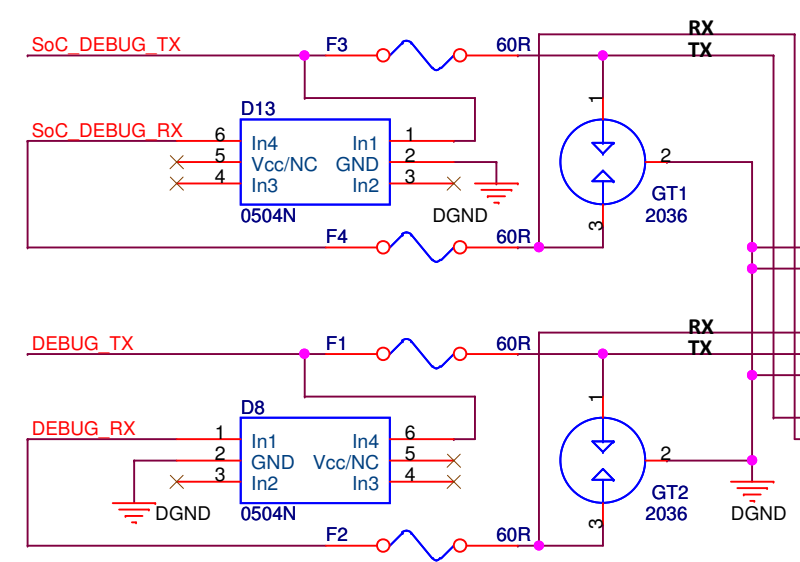 RX
SoC_DEBUG_TX F3 60R TX
D13 1
SoC_DEBUG_RX 6 In4 In1 1
5 Vcc/NC GND 2 2
4 In3 In2 3 GT1
0504N DGND 2036
3
F4 60R
RX
DEBUG_TX F1 60R TX
D8 1
DEBUG_RX 1 In1 In4 6
2 GND Vcc/NC 5 2
3 In2 In3 4 GT2
DGND 0504N 2036 DGND
3
F2 60R